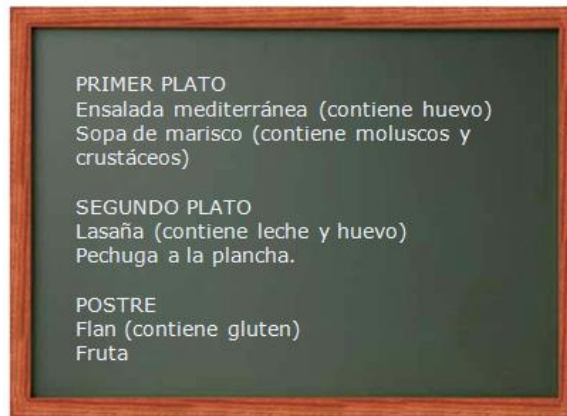 PRIMER PLATO
Ensalada mediterránea (contiene huevo)
Sopa de marisco (contiene moluscos y
crustáceos)
SEGUNDO PLATO
Lasaña (contiene leche y huevo)
Pechuga a la plancha.
POSTRE
Flan (contiene gluten)
Fruta